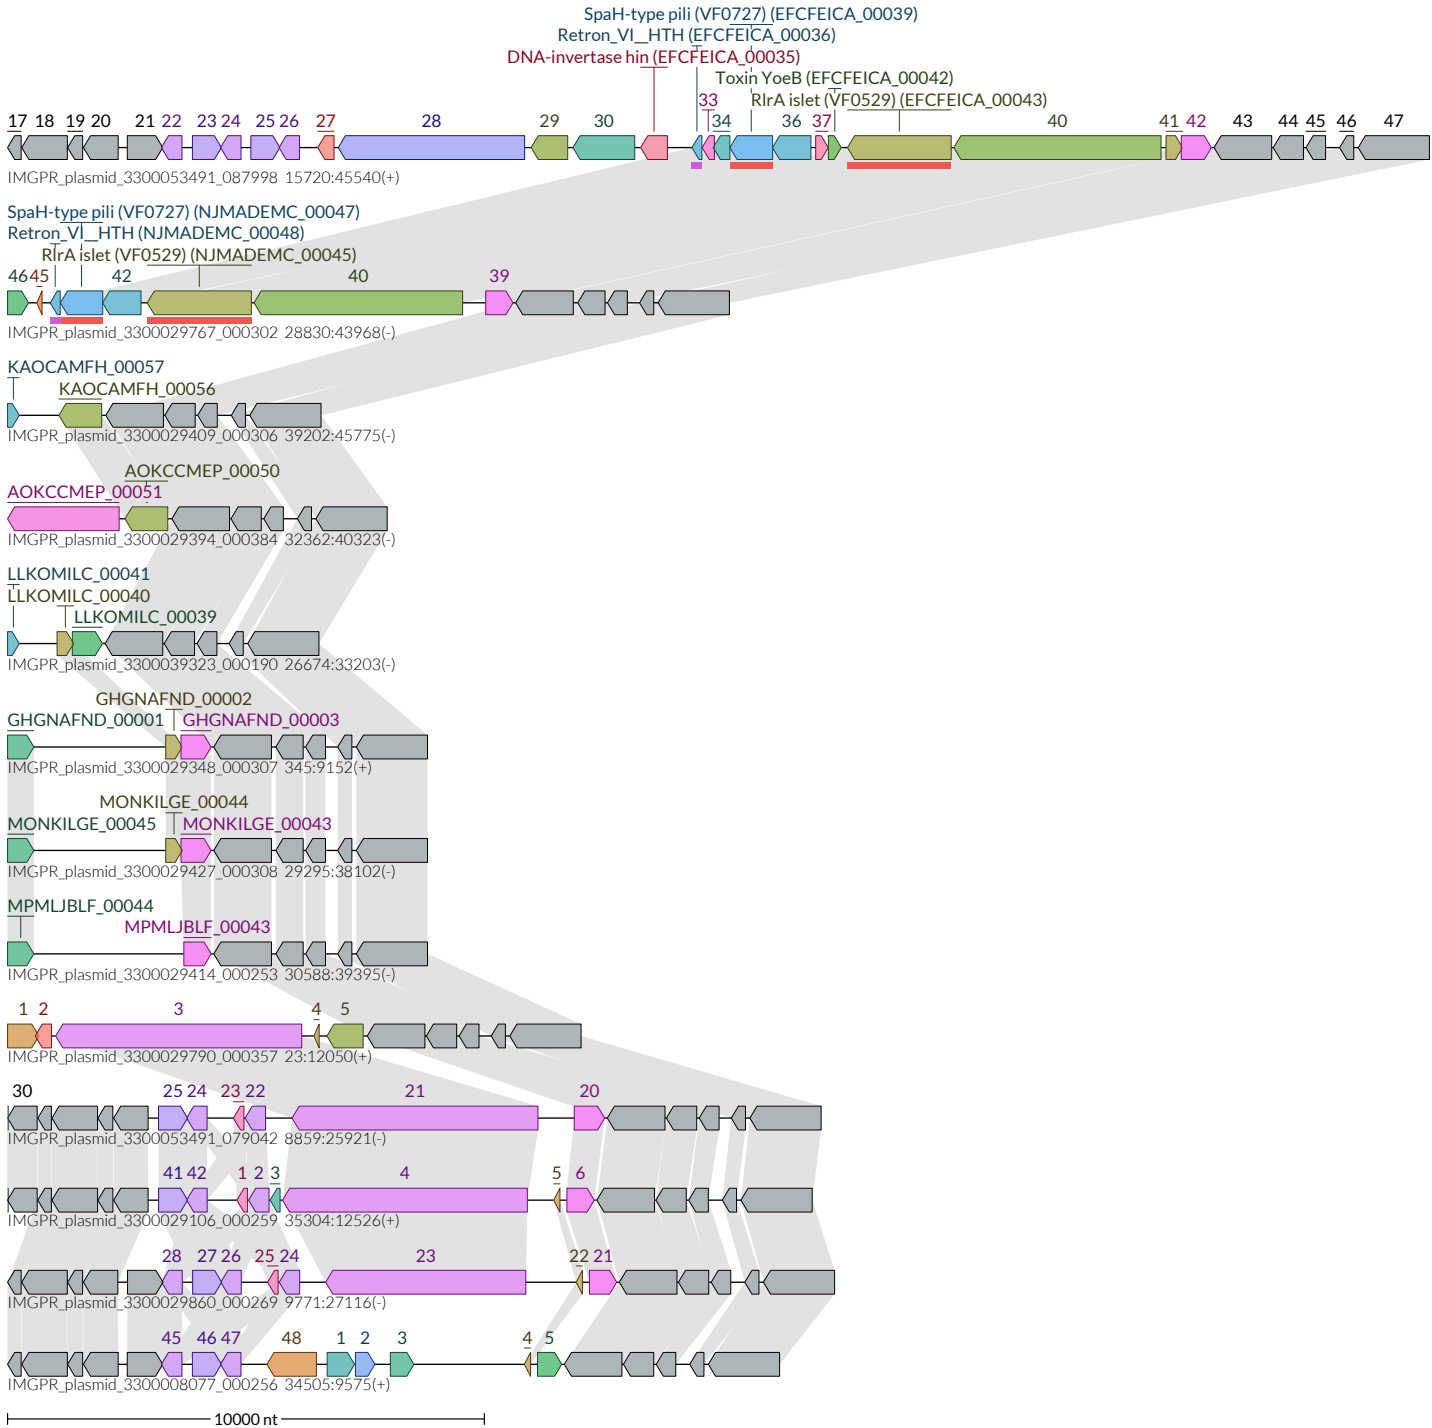 SpaH-type pili (VF0727) (EFCFEICA_00039)
Retron_VI__HTH (EFCFEICA_00036)
DNA-invertase hin (EFCFEICA_00035)
Toxin YoeB (EFCFEICA_00042)
33 RlrA islet (VF0529) (EFCFEICA_00043)
17 18 19 20 21 22 23 24 25 26 27 28 29 30 34 36 37 40 41 42 43 44 45 46 47
IMGPR_plasmid_3300053491_087998 15720:45540(+)
SpaH-type pili (VF0727) (NJMADEMC_00047)
Retron_VI__HTH (NJMADEMC_00048)
RlrA islet (VF0529) (NJMADEMC_00045)
46 45 42 40 39
IMGPR_plasmid_3300029767_000302 28830:43968(-)
KAOCAMFH_00057
KAOCAMFH_00056
IMGPR_plasmid_3300029409_000306 39202:45775(-)
AOKCCMEP_00050
AOKCCMEP_00051
IMGPR_plasmid_3300029394_000384 32362:40323(-)
LLKOMILC_00041
LLKOMILC_00040
LLKOMILC_00039
IMGPR_plasmid_3300039323_000190 26674:33203(-)
GHGNAFND_00002
GHGNAFND_00001 GHGNAFND_00003
IMGPR_plasmid_3300029348_000307 345:9152(+)
MONKILGE_00044
MONKILGE_00045 MONKILGE_00043
IMGPR_plasmid_3300029427_000308 29295:38102(-)
MPMLJBLF_00044
MPMLJBLF_00043
IMGPR_plasmid_3300029414_000253 30588:39395(-)
1 2 3 4 5
IMGPR_plasmid_3300029790_000357 23:12050(+)
30 25 24 23 22 21 20
IMGPR_plasmid_3300053491_079042 8859:25921(-)
41 42 1 2 3 4 5 6
IMGPR_plasmid_3300029106_000259 35304:12526(+)
28 27 26 25 24 23 22 21
IMGPR_plasmid_3300029860_000269 9771:27116(-)
45 46 47 48 1 2 3 4 5
IMGPR_plasmid_3300008077_000256 34505:9575(+)
10000 nt